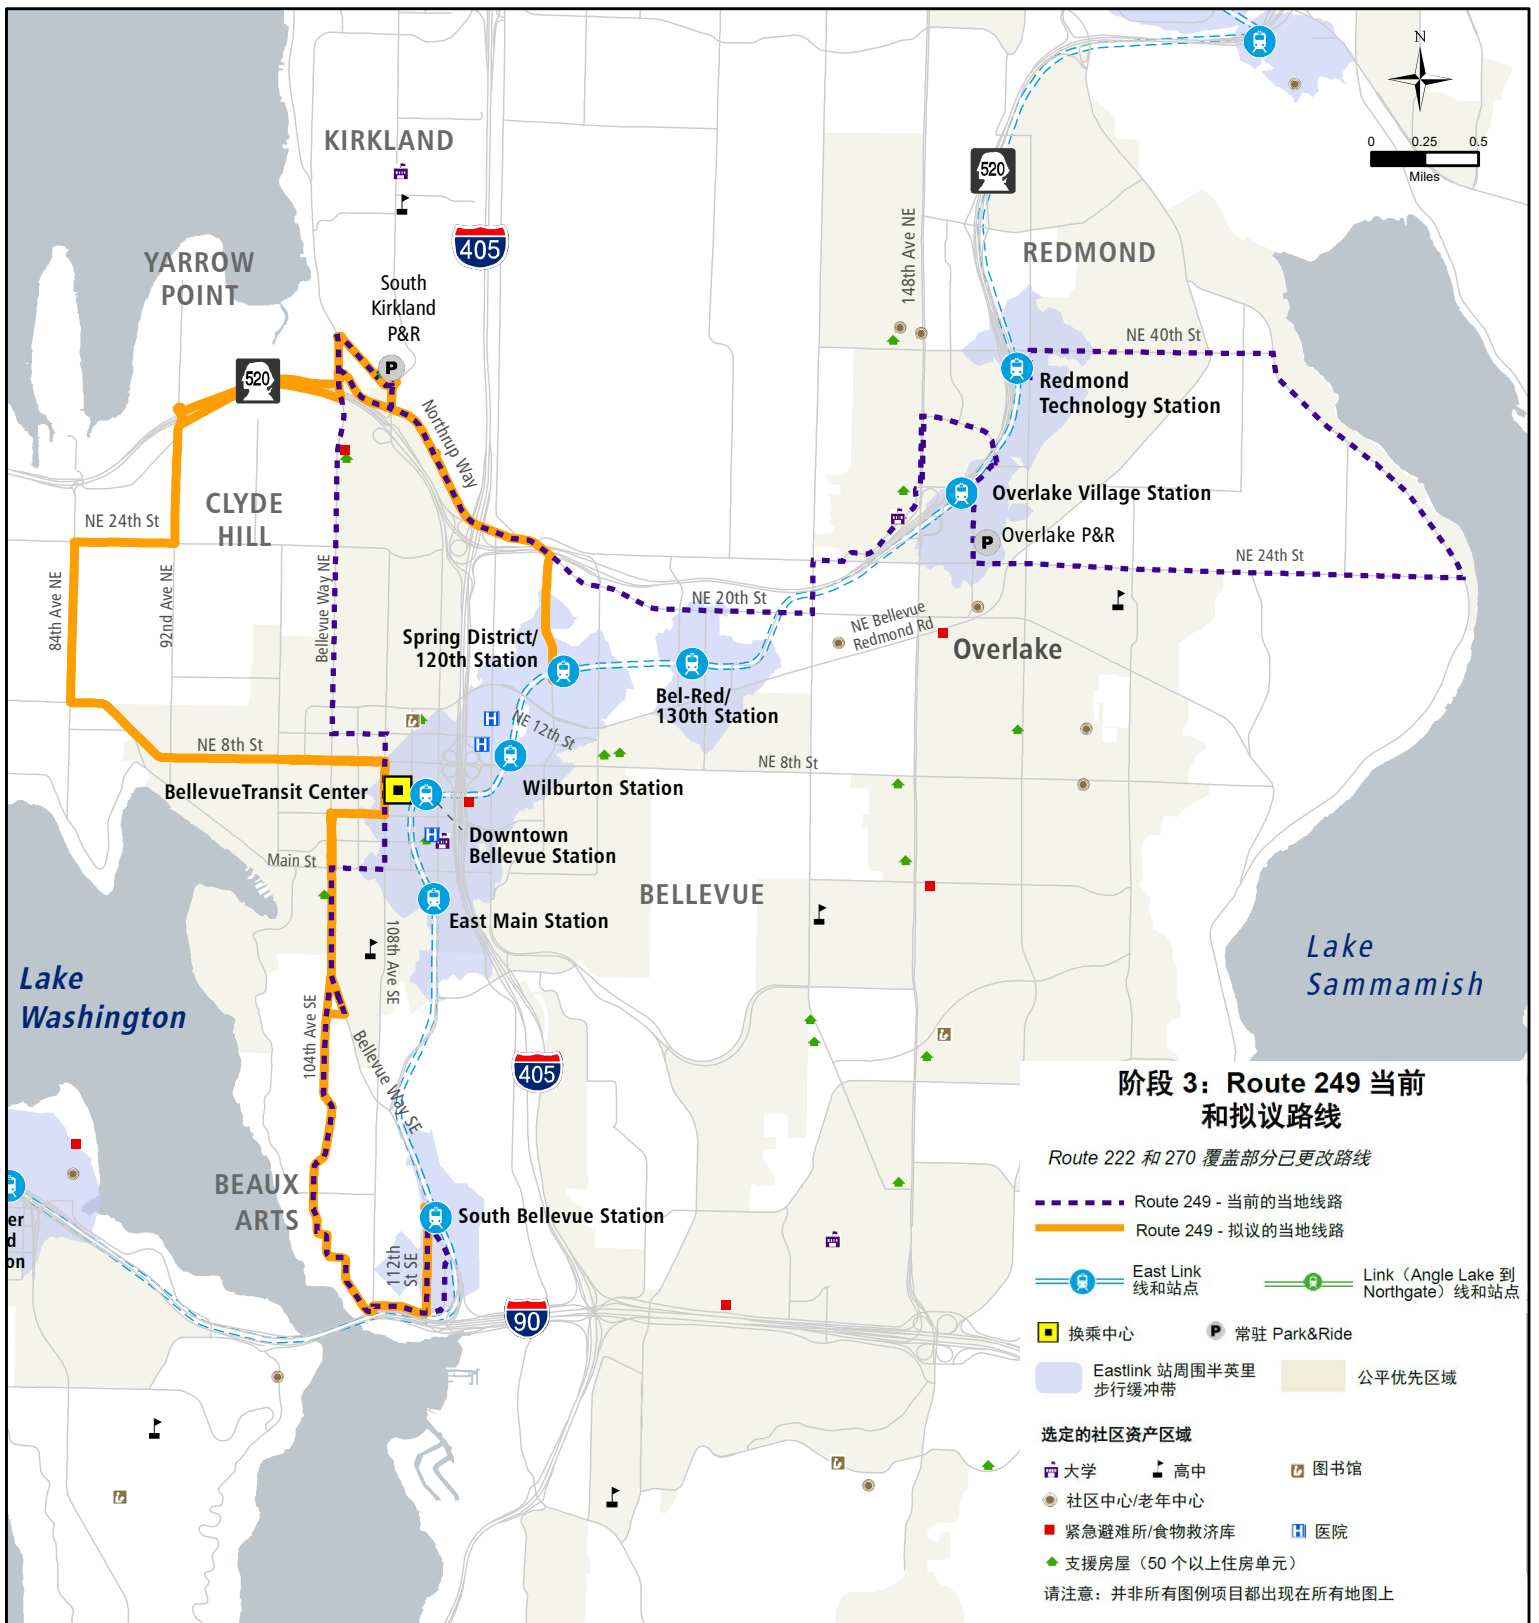 N
0 0.25 0.5
Miles
KIRKLAND
405
520
148th Ave NE
REDMOND
YARROW
POINT
South
Kirkland
P&R
P
NE 40th St
520
Redmond
Technology Station
Northrup Way
Overlake Village Station
CLYDE
HILL
NE 24th St
P
Overlake P&R
NE 24th St
84th Ave NE
92nd Ave NE
Bellevue Way NE
NE 20th St
NE Bellevue
Redmond Rd
Spring District/
120th Station
Overlake
Bel-Red/
130th Station
NE 12th St
H
H
NE 8th St
NE 8th St
BellevueTransit Center
Wilburton Station
H
Downtown
Bellevue Station
Main St
BELLEVUE
East Main Station
108th Ave SE
Lake
Washington
Lake
Sammamish
104th Ave SE
Bellevue Way SE
405
BEAUX
ARTS
South Bellevue Station
er
d
on
112th
St SE
90
阶段 3：Route 249 当前
和拟议路线
Route 222 和 270 覆盖部分已更改路线
Route 249 - 当前的当地线路
Route 249 - 拟议的当地线路
East Link
线和站点
Link（Angle Lake 到
Northgate）线和站点
换乘中心
P 常驻 Park&Ride
Eastlink 站周围半英里
步行缓冲带
公平优先区域
选定的社区资产区域
大学 高中 图书馆
社区中心/老年中心
紧急避难所/食物救济库 H 医院
支援房屋（50 个以上住房单元）
请注意：并非所有图例项目都出现在所有地图上